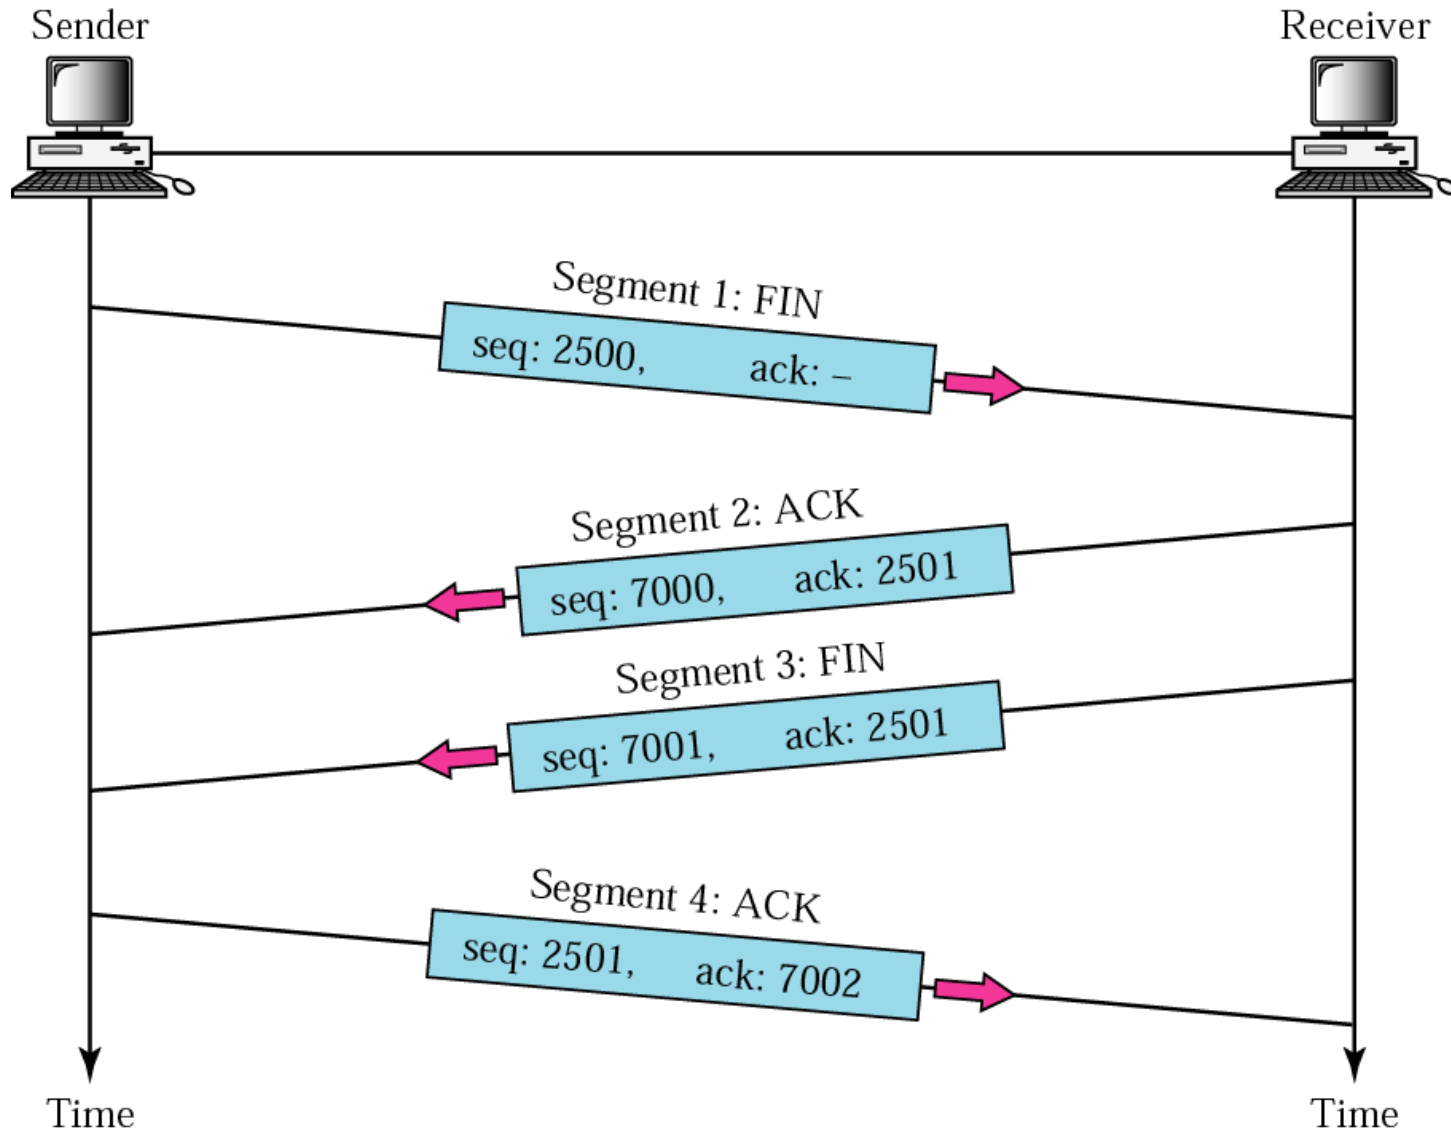 Sender
Receiver
Segment 1: FIN
seq: 2500, ack: –
Segment 2: ACK
seq: 7000, ack: 2501
Segment 3: FIN
seq: 7001, ack: 2501
Segment 4: ACK
seq: 2501, ack: 7002
Time
Time